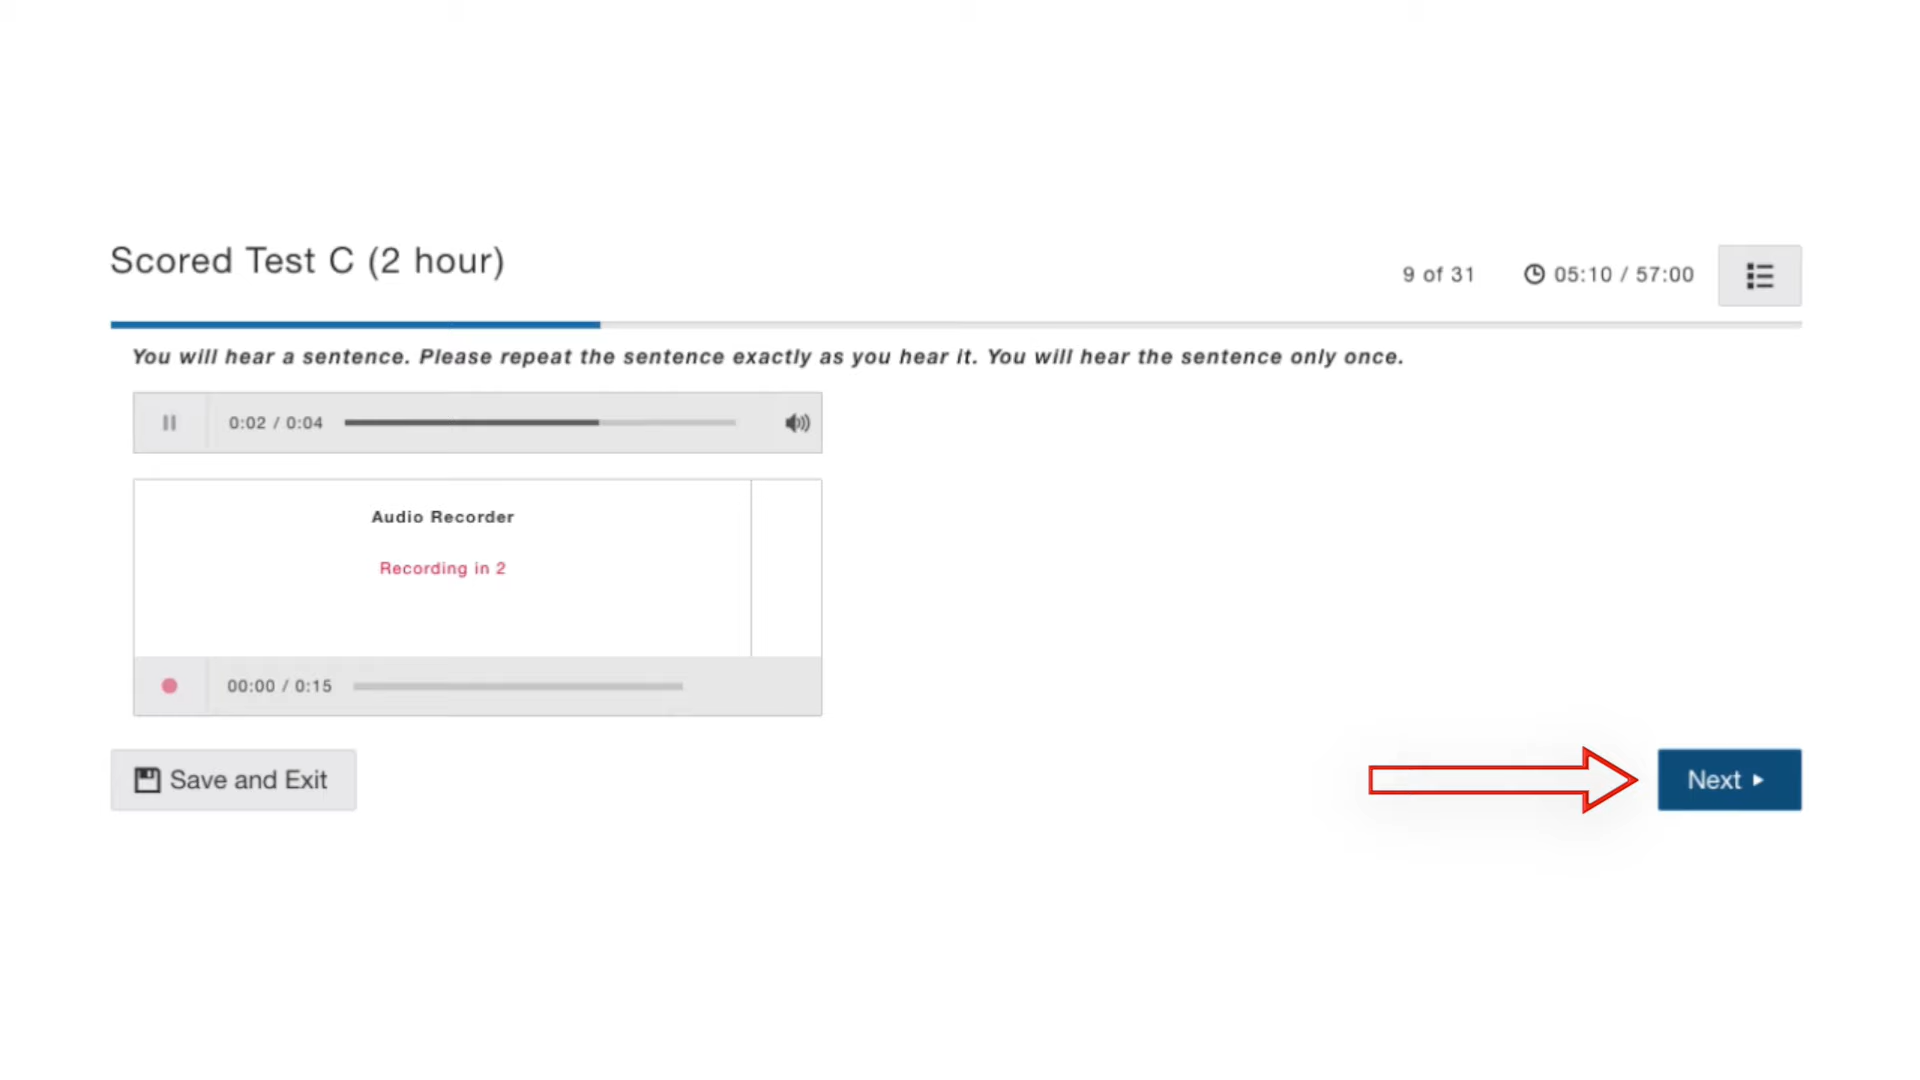 Scored Test C (2 hour)
9 of 31
05:10 / 57:00
You will hear a sentence. Please repeat the sentence exactly as you hear it. You will hear the sentence only once.
0:02 / 0:04
Audio Recorder
Recording in 2
00:00 / 0:15
Save and Exit
Next